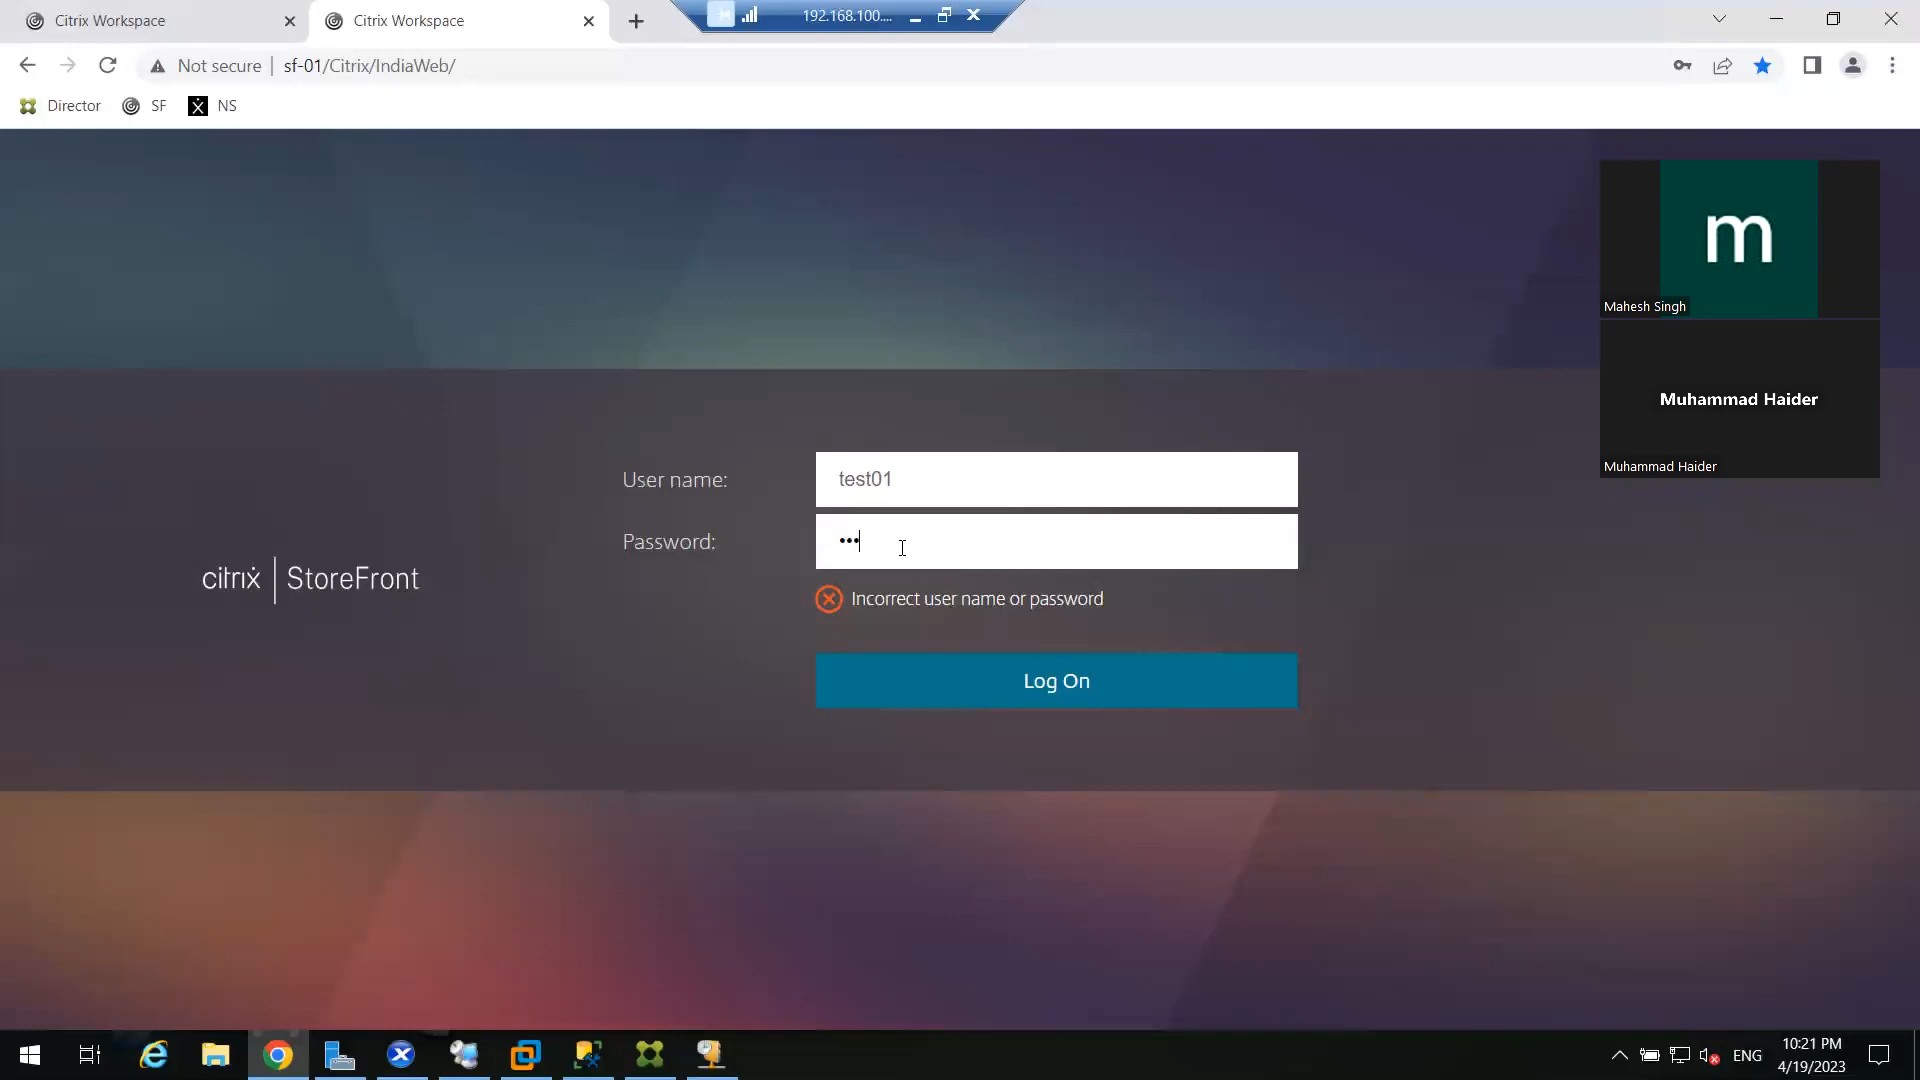 Citrix Workspace
Citrix Workspace
192.168.100....
Not secure
sf-01/Citrix/IndiaWeb/
Director
SF
NS
m
Mahesh Singh
Muhammad Haider
Muhammad Haider
User name:
test01
Password:
•••
citrix | StoreFront
Incorrect user name or password
Log On
ENG
10:21 PM
4/19/2023